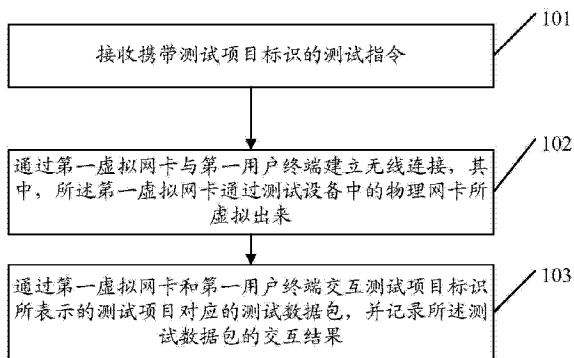 101
接收携带测试项目标识的测试指令
102
通过第一虚拟网卡与第一用户终端建立无线连接，其
中，所述第一虚拟网卡通过测试设备中的物理网卡所
虚拟出来
103
通过第一虚拟网卡和第一用户终端交互测试项目标识
所表示的测试项目对应的测试数据包，并记录所述测
试数据包的交互结果